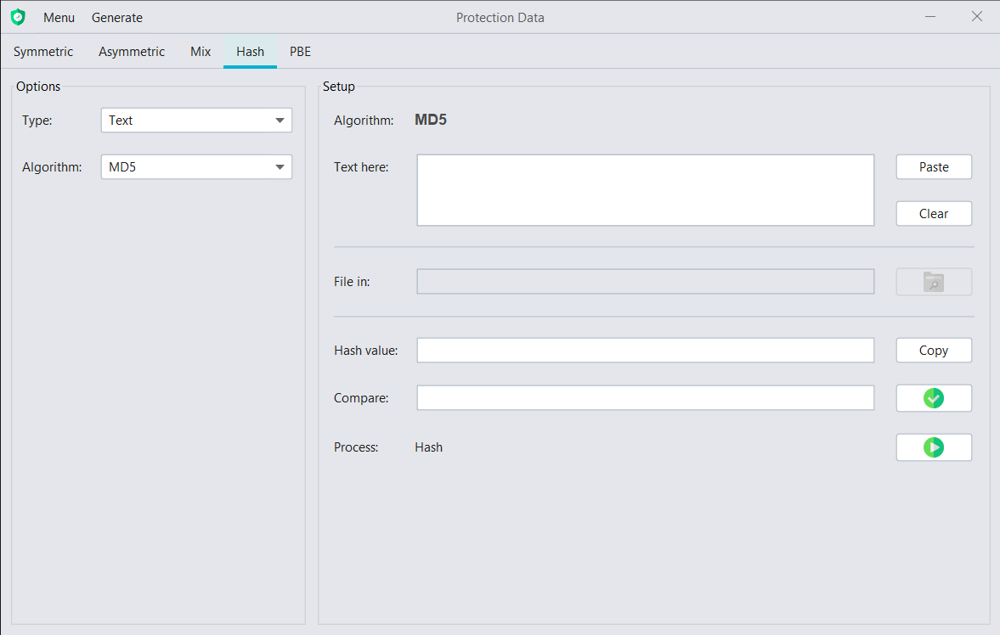 Menu Generate Protection Data
Symmetric Asymmetric Mix Hash PBE
Options
Type: Text
Algorithm: MD5
Setup
Algorithm: MD5
Text here: Paste
Clear
File in:
Hash value: Copy
Compare:
Process: Hash